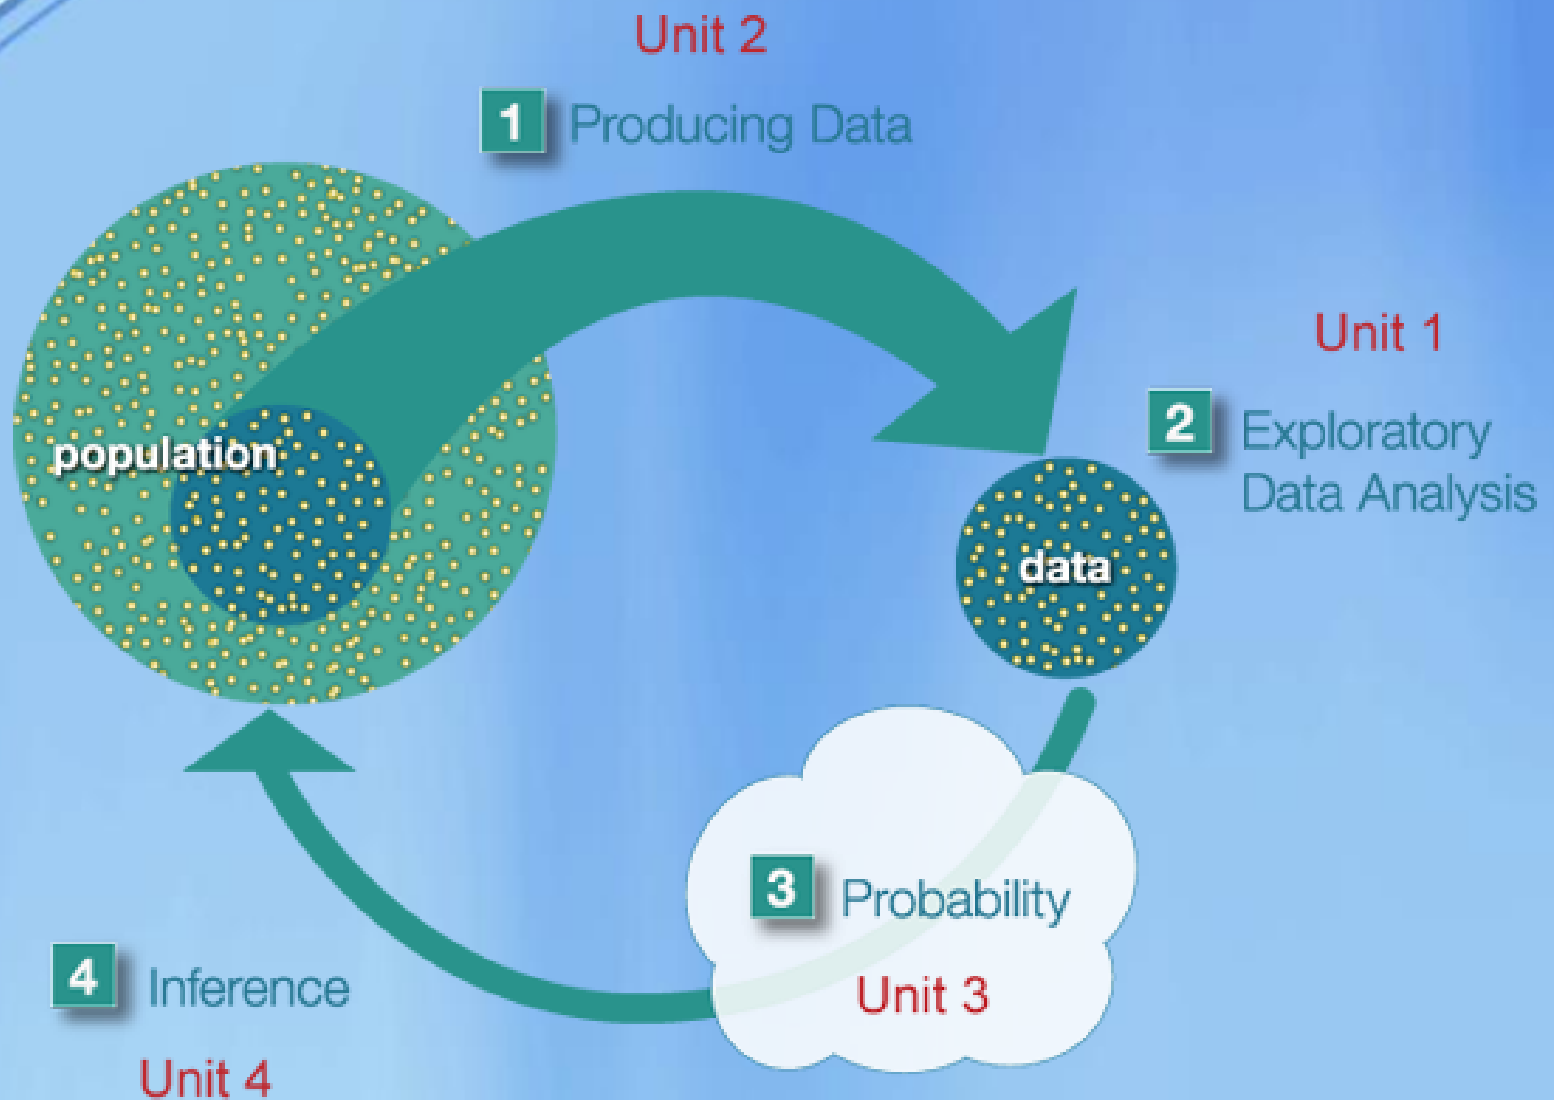 Unit 2
1 Producing Data
Unit 1
2 Exploratory
Data Analysis
population
data
3 Probability
Unit 3
4 Inference
Unit 4